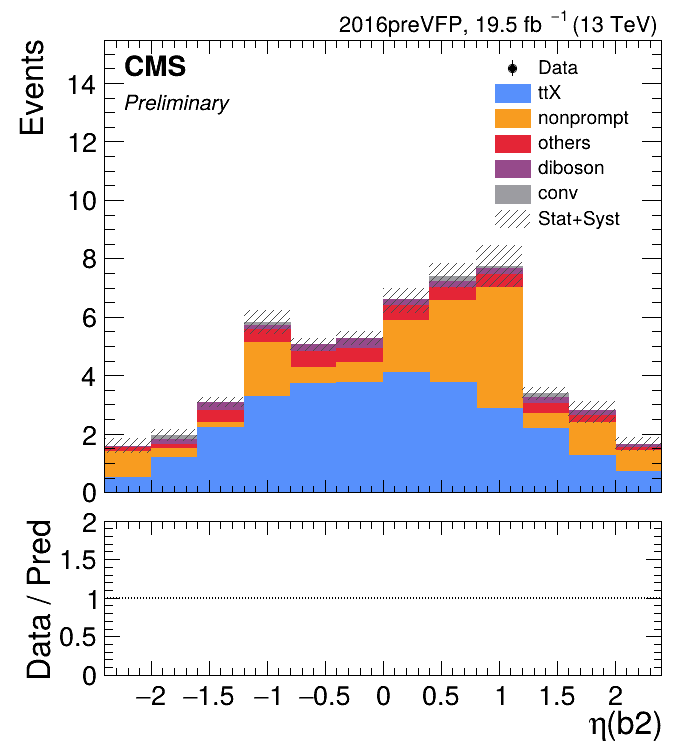 2016preVFP, 19.5 fb⁻¹ (13 TeV)
Events
CMS
Preliminary
Data
ttX
nonprompt
others
diboson
conv
Stat+Syst
14
12
10
8
6
4
2
0
Data / Pred
2
1.5
1
0.5
0
−2 −1.5 −1 −0.5 0 0.5 1 1.5 2
η(b2)